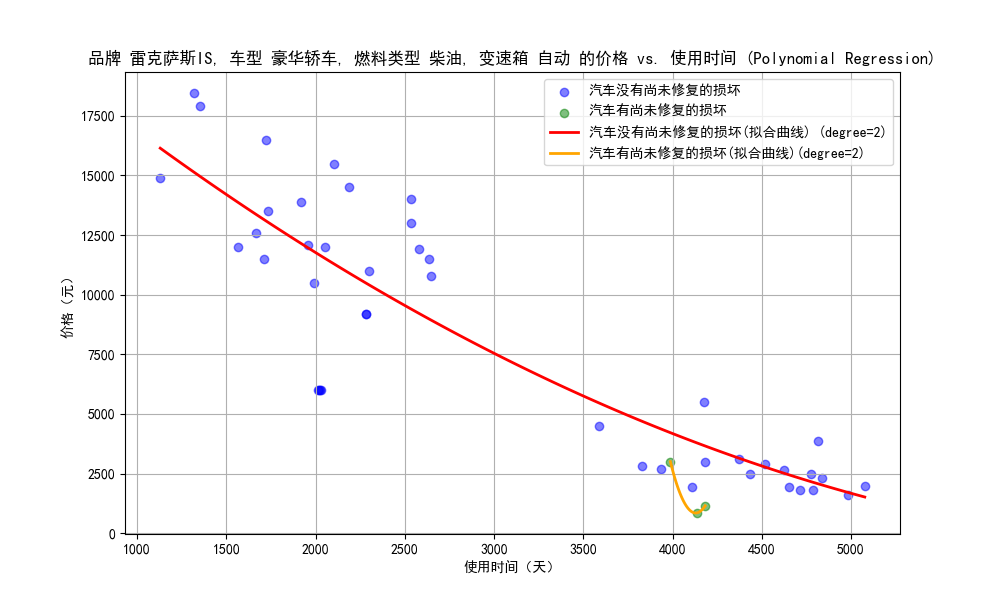 品牌 雷克萨斯IS, 车型 豪华轿车, 燃料类型 柴油, 变速箱 自动 的价格 vs. 使用时间 (Polynomial Regression)
汽车没有尚未修复的损坏
汽车有尚未修复的损坏
汽车没有尚未修复的损坏(拟合曲线) (degree=2)
汽车有尚未修复的损坏(拟合曲线)(degree=2)
价格（元）
17500
15000
12500
10000
7500
5000
2500
0
1000 1500 2000 2500 3000 3500 4000 4500 5000
使用时间（天）